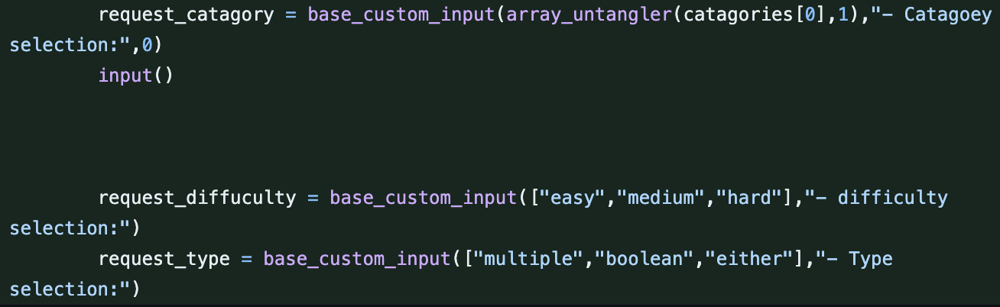 request_catagory = base_custom_input(array_untangler(catagories[0],1),"- Catagoey
selection:",0)
input()
request_diffuculty = base_custom_input(["easy","medium","hard"],"- difficulty
selection:")
request_type = base_custom_input(["multiple","boolean","either"],"- Type
selection:")